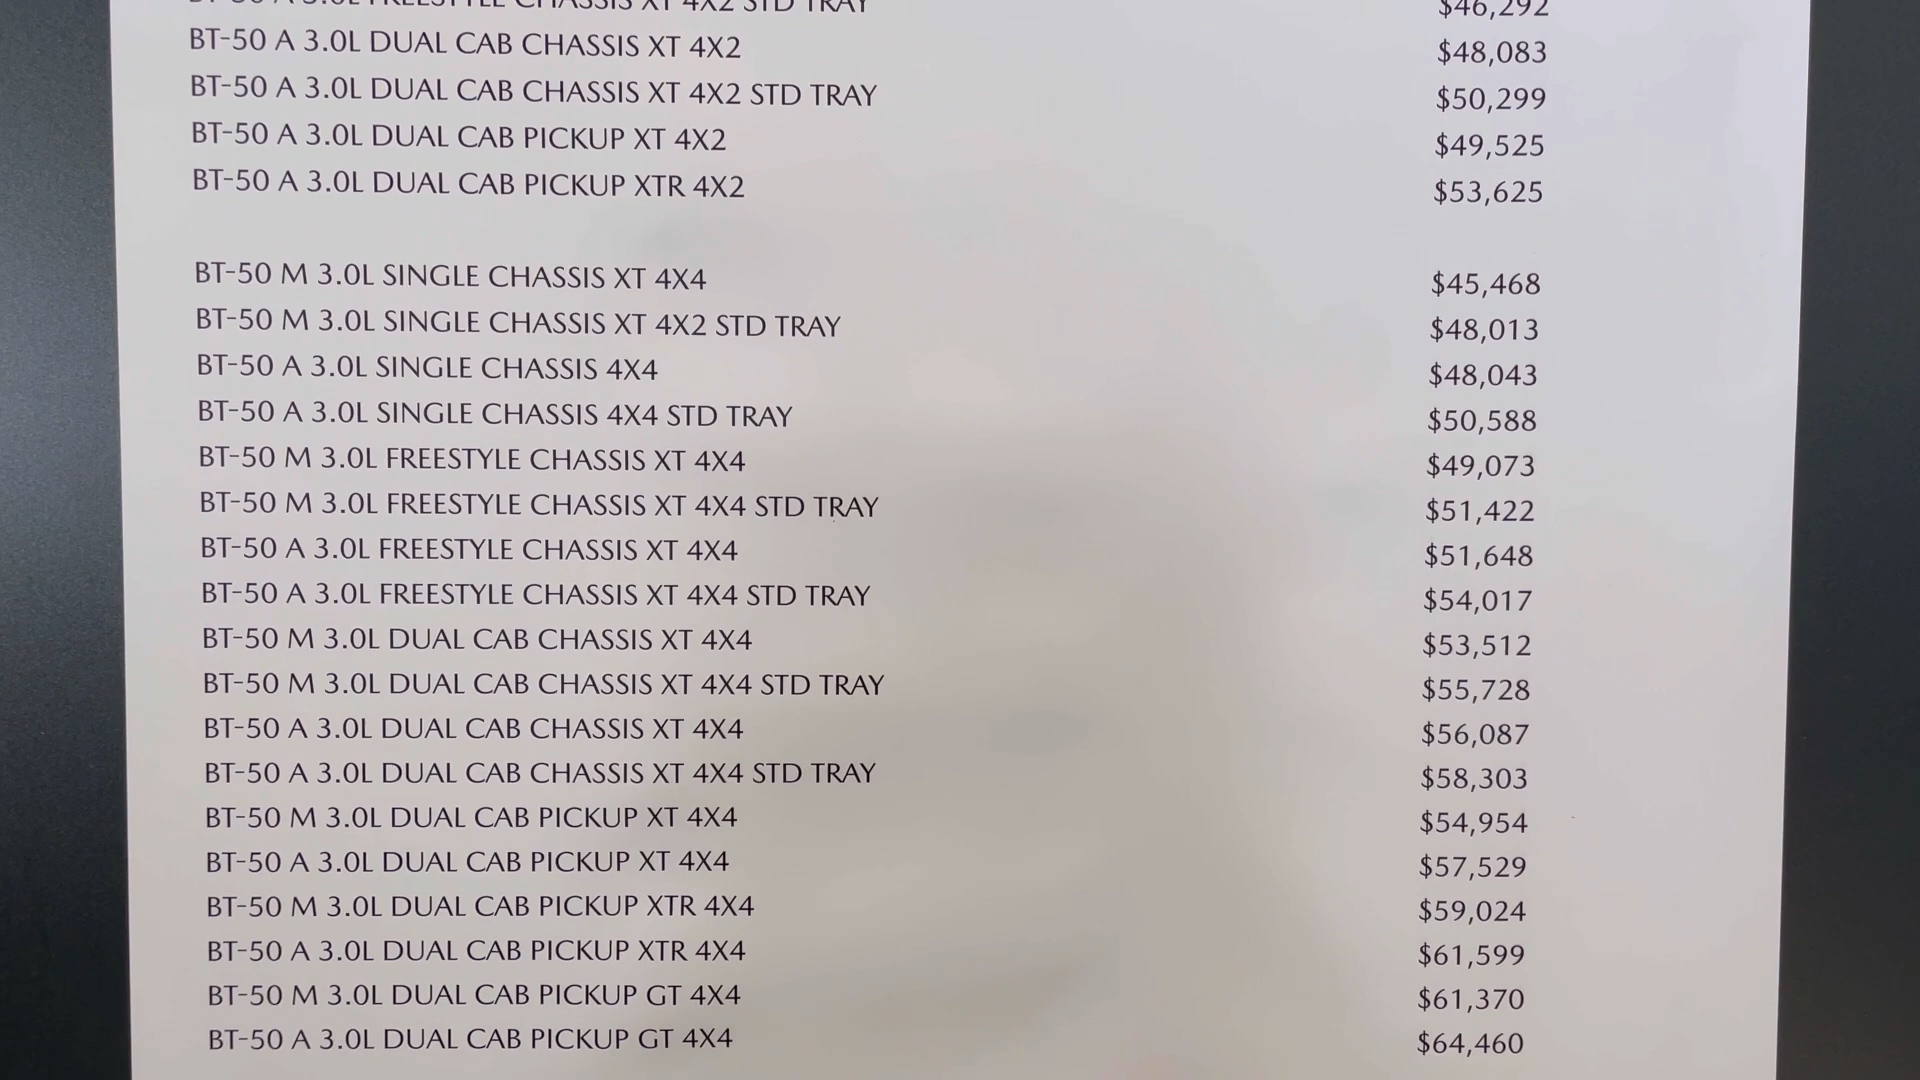 BT-50 A 3.0L FREESTYLE CHASSIS XT 4X2 STD TRAY $46,292
BT-50 A 3.0L DUAL CAB CHASSIS XT 4X2 $48,083
BT-50 A 3.0L DUAL CAB CHASSIS XT 4X2 STD TRAY $50,299
BT-50 A 3.0L DUAL CAB PICKUP XT 4X2 $49,525
BT-50 A 3.0L DUAL CAB PICKUP XTR 4X2 $53,625
BT-50 M 3.0L SINGLE CHASSIS XT 4X4 $45,468
BT-50 M 3.0L SINGLE CHASSIS XT 4X2 STD TRAY $48,013
BT-50 A 3.0L SINGLE CHASSIS 4X4 $48,043
BT-50 A 3.0L SINGLE CHASSIS 4X4 STD TRAY $50,588
BT-50 M 3.0L FREESTYLE CHASSIS XT 4X4 $49,073
BT-50 M 3.0L FREESTYLE CHASSIS XT 4X4 STD TRAY $51,422
BT-50 A 3.0L FREESTYLE CHASSIS XT 4X4 $51,648
BT-50 A 3.0L FREESTYLE CHASSIS XT 4X4 STD TRAY $54,017
BT-50 M 3.0L DUAL CAB CHASSIS XT 4X4 $53,512
BT-50 M 3.0L DUAL CAB CHASSIS XT 4X4 STD TRAY $55,728
BT-50 A 3.0L DUAL CAB CHASSIS XT 4X4 $56,087
BT-50 A 3.0L DUAL CAB CHASSIS XT 4X4 STD TRAY $58,303
BT-50 M 3.0L DUAL CAB PICKUP XT 4X4 $54,954
BT-50 A 3.0L DUAL CAB PICKUP XT 4X4 $57,529
BT-50 M 3.0L DUAL CAB PICKUP XTR 4X4 $59,024
BT-50 A 3.0L DUAL CAB PICKUP XTR 4X4 $61,599
BT-50 M 3.0L DUAL CAB PICKUP GT 4X4 $61,370
BT-50 A 3.0L DUAL CAB PICKUP GT 4X4 $64,460